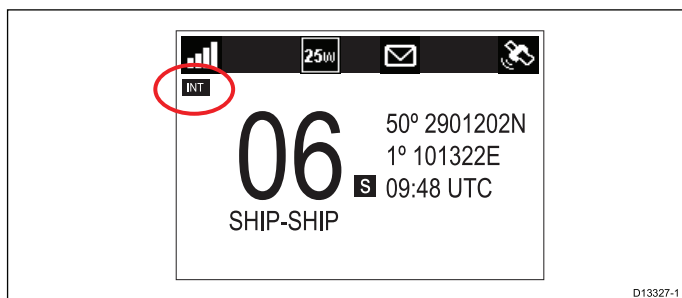 25W
INT
06
S
SHIP-SHIP
50º 2901202N
1º 101322E
09:48 UTC
D13327-1